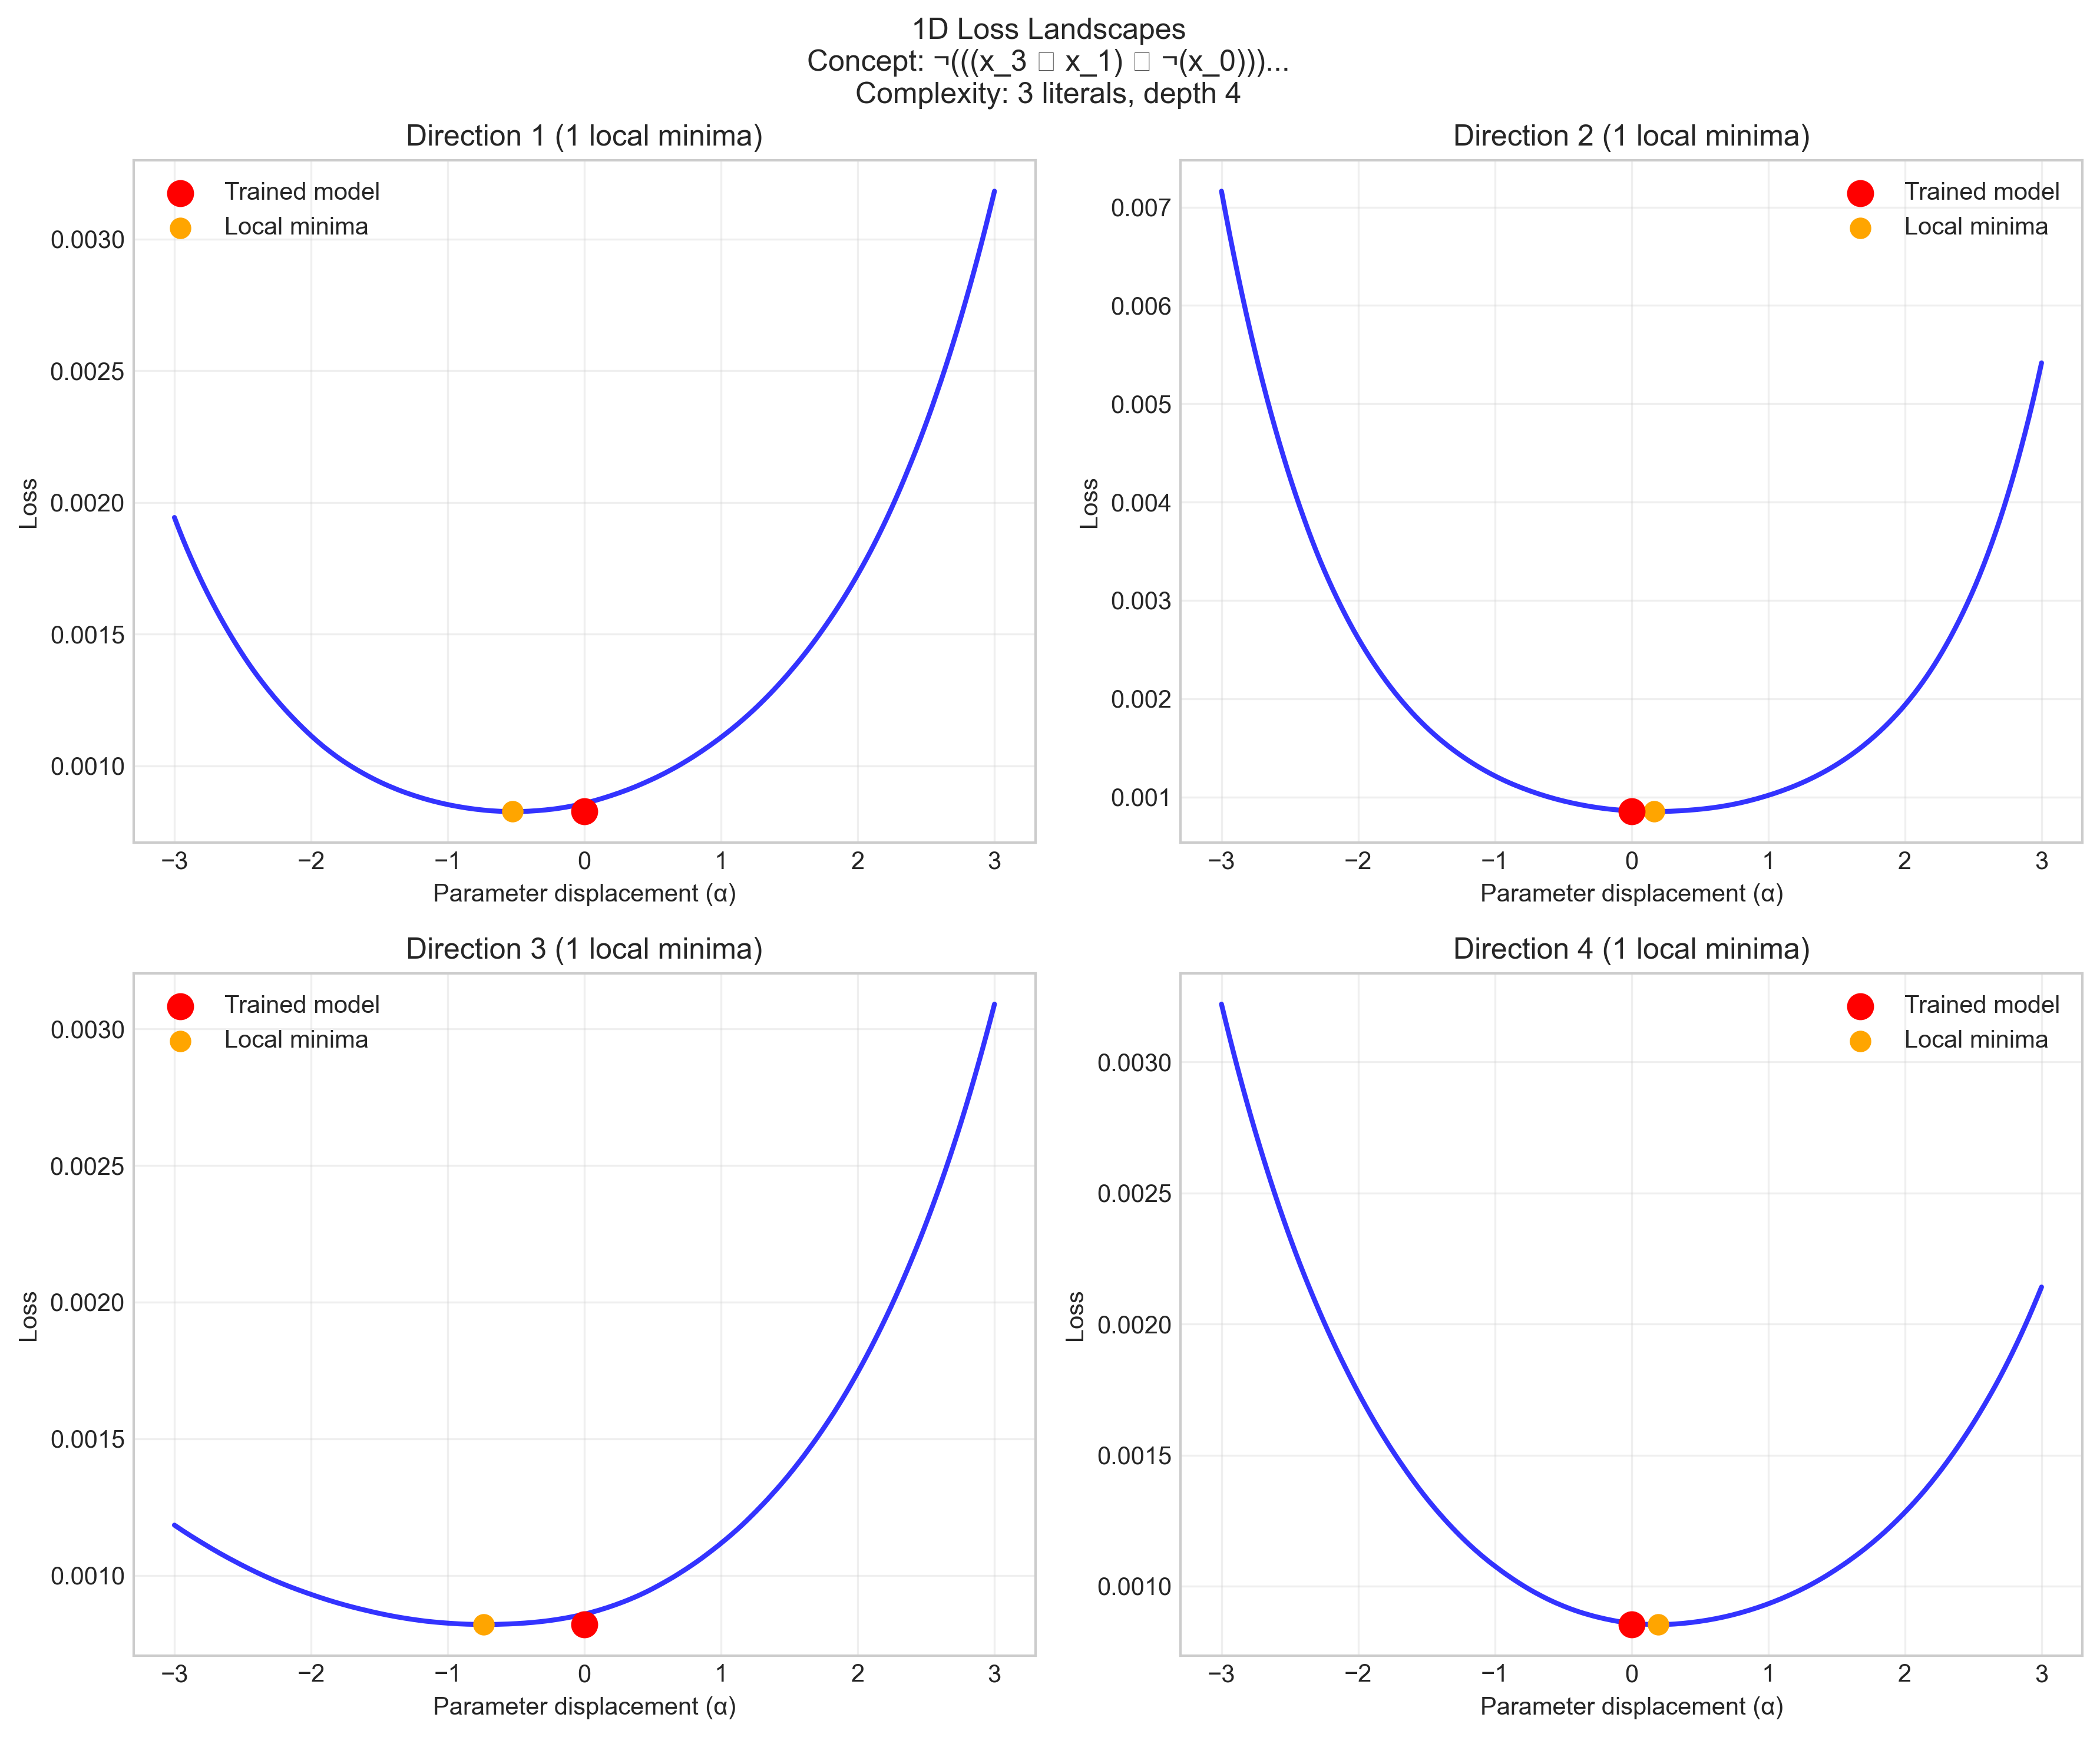 1D Loss Landscapes
Concept: ¬(((x_3 □ x_1) □ ¬(x_0)))...
Complexity: 3 literals, depth 4
Direction 1 (1 local minima)
Trained model
Local minima
0.0030
0.0025
0.0020
0.0015
0.0010
Loss
−3 −2 −1 0 1 2 3
Parameter displacement (α)
Direction 2 (1 local minima)
Trained model
Local minima
0.007
0.006
0.005
0.004
0.003
0.002
0.001
Loss
−3 −2 −1 0 1 2 3
Parameter displacement (α)
Direction 3 (1 local minima)
Trained model
Local minima
0.0030
0.0025
0.0020
0.0015
0.0010
Loss
−3 −2 −1 0 1 2 3
Parameter displacement (α)
Direction 4 (1 local minima)
Trained model
Local minima
0.0030
0.0025
0.0020
0.0015
0.0010
Loss
−3 −2 −1 0 1 2 3
Parameter displacement (α)